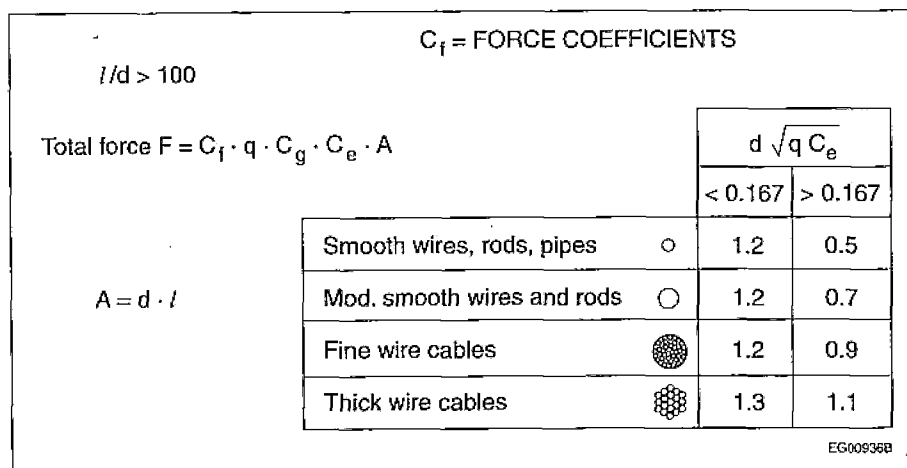 C_f = FORCE COEFFICIENTS
l/d > 100
Total force F = C_f · q · C_g · C_e · A
d √q C_e
< 0.167 > 0.167
Smooth wires, rods, pipes 1.2 0.5
A = d · l
Mod. smooth wires and rods 1.2 0.7
Fine wire cables 1.2 0.9
Thick wire cables 1.3 1.1
EG00936B